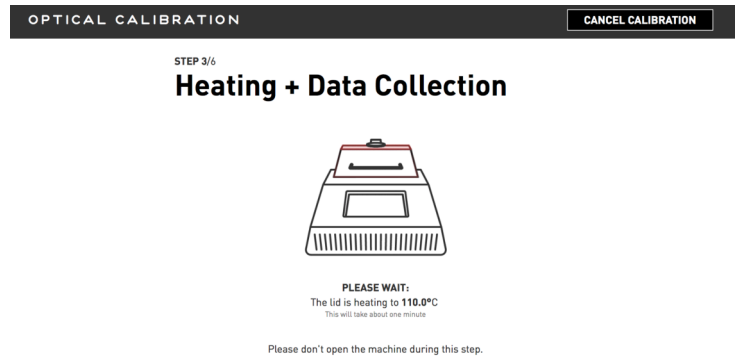 OPTICAL CALIBRATION
CANCEL CALIBRATION
STEP 3/6
Heating + Data Collection
PLEASE WAIT:
The lid is heating to 110.0°C
This will take about one minute
Please don't open the machine during this step.